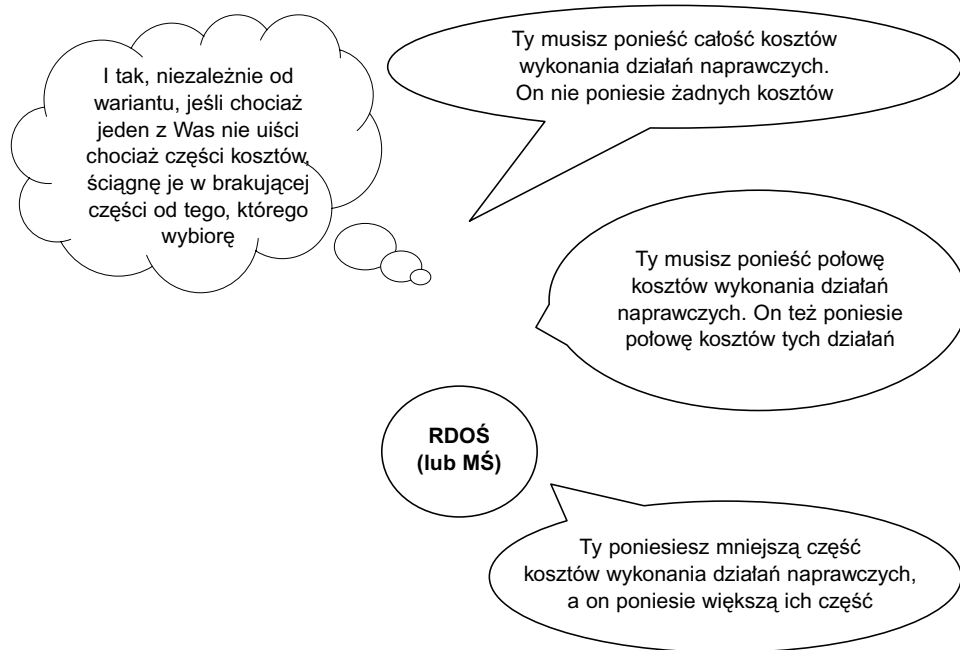 I tak, niezależnie od
wariantu, jeśli chociaż
jeden z Was nie uiści
chociaż części kosztów,
ściągnę je w brakującej
części od tego, którego
wybiorę
Ty musisz ponieść całość kosztów
wykonania działań naprawczych.
On nie poniesie żadnych kosztów
Ty musisz ponieść połowę
kosztów wykonania działań
naprawczych. On też poniesie
połowę kosztów tych działań
RDOŚ
(lub MŚ)
Ty poniesiesz mniejszą część
kosztów wykonania działań naprawczych,
a on poniesie większą ich część